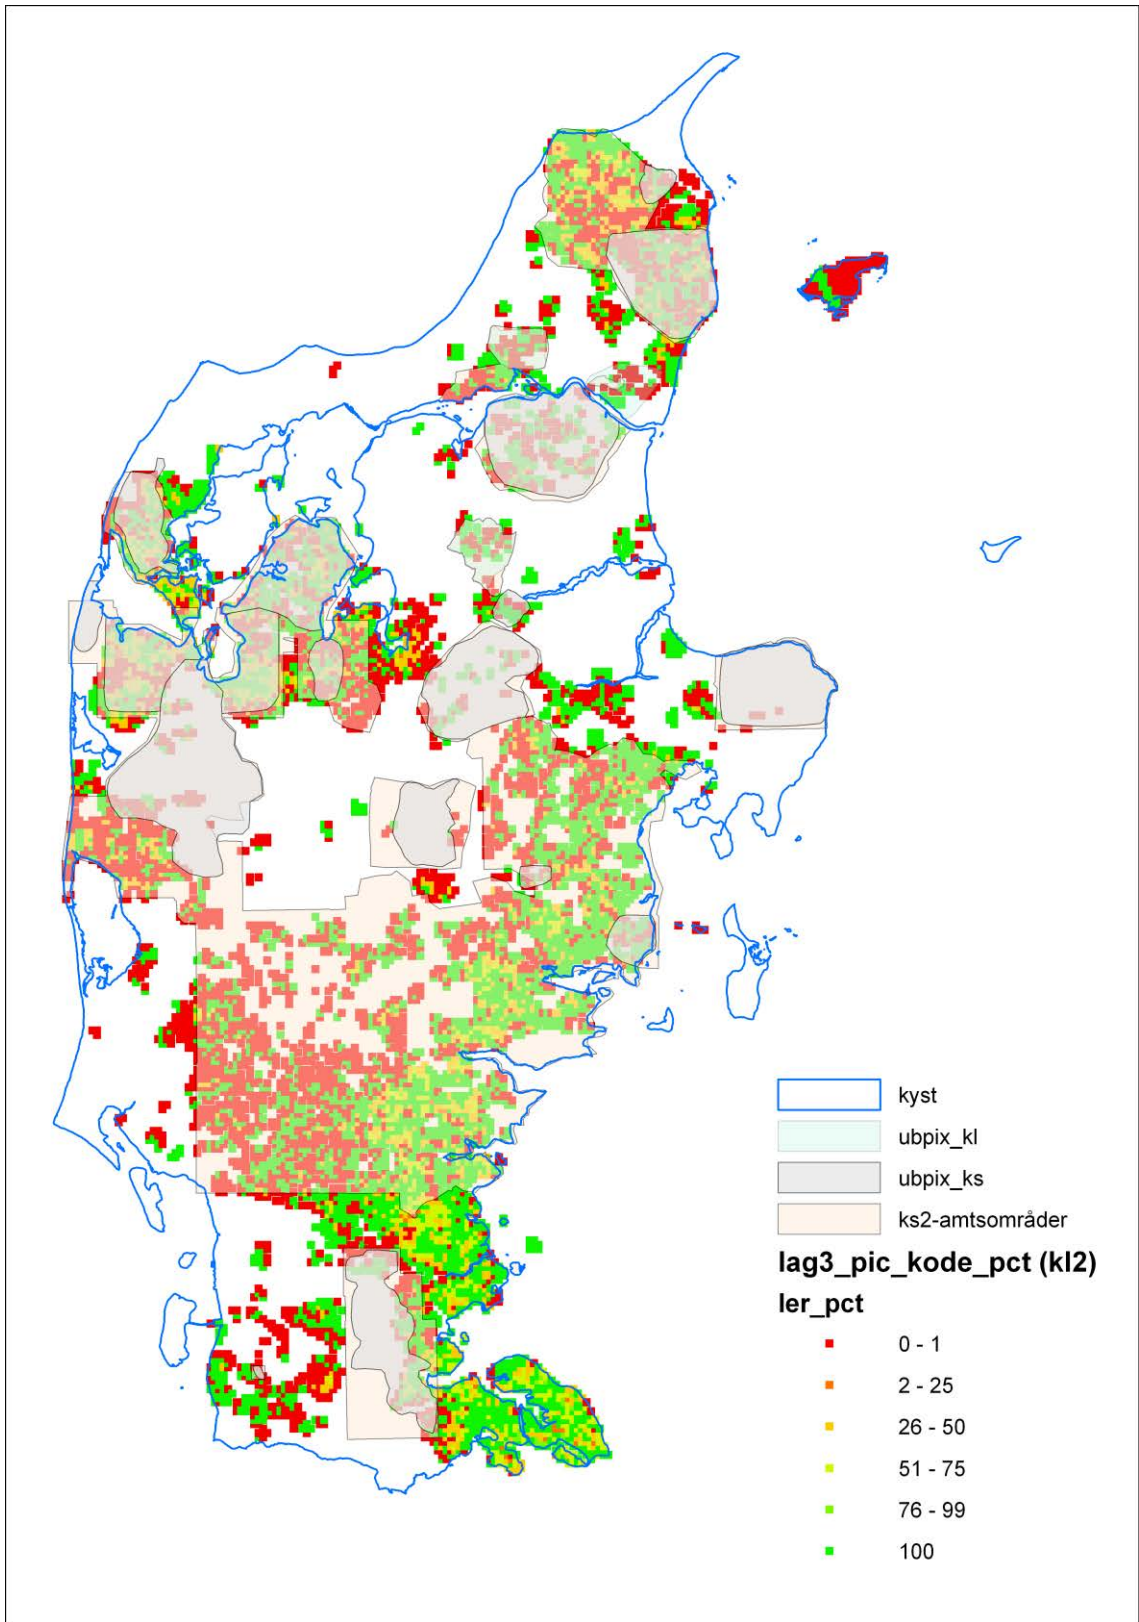 kyst
ubpix_kl
ubpix_ks
ks2-amtsområder
lag3_pic_kode_pct (kl2)
ler_pct
0 - 1
2 - 25
26 - 50
51 - 75
76 - 99
100